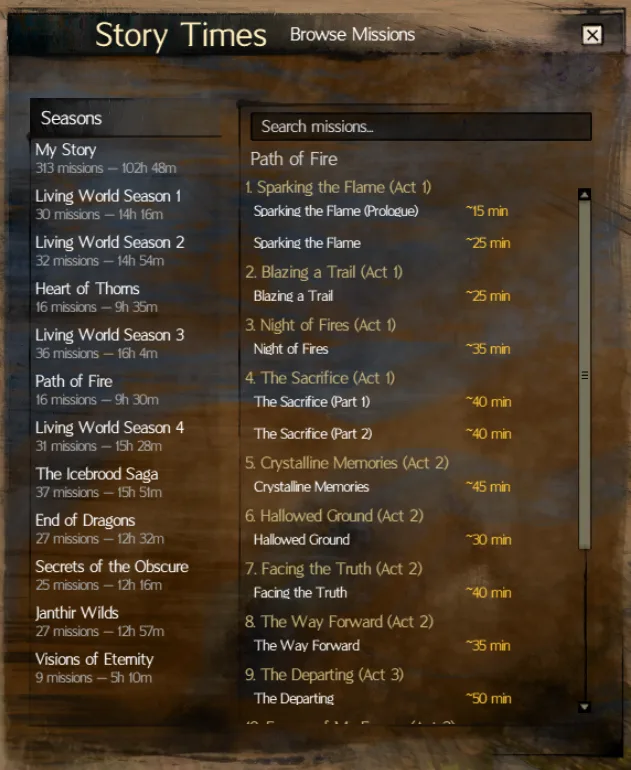 Story Times Browse Missions
Seasons
My Story
313 missions — 102h 48m
Living World Season 1
30 missions — 14h 16m
Living World Season 2
32 missions — 14h 54m
Heart of Thorns
16 missions — 9h 35m
Living World Season 3
36 missions — 16h 4m
Path of Fire
16 missions — 9h 30m
Living World Season 4
31 missions — 15h 28m
The Icebrood Saga
37 missions — 15h 51m
End of Dragons
27 missions — 12h 32m
Secrets of the Obscure
25 missions — 12h 16m
Janthir Wilds
27 missions — 12h 57m
Visions of Eternity
9 missions — 5h 10m
Search missions...
Path of Fire
1. Sparking the Flame (Act 1)
Sparking the Flame (Prologue) ~15 min
Sparking the Flame ~25 min
2. Blazing a Trail (Act 1)
Blazing a Trail ~25 min
3. Night of Fires (Act 1)
Night of Fires ~35 min
4. The Sacrifice (Act 1)
The Sacrifice (Part 1) ~40 min
The Sacrifice (Part 2) ~40 min
5. Crystalline Memories (Act 2)
Crystalline Memories ~45 min
6. Hallowed Ground (Act 2)
Hallowed Ground ~30 min
7. Facing the Truth (Act 2)
Facing the Truth ~40 min
8. The Way Forward (Act 2)
The Way Forward ~35 min
9. The Departing (Act 3)
The Departing ~50 min